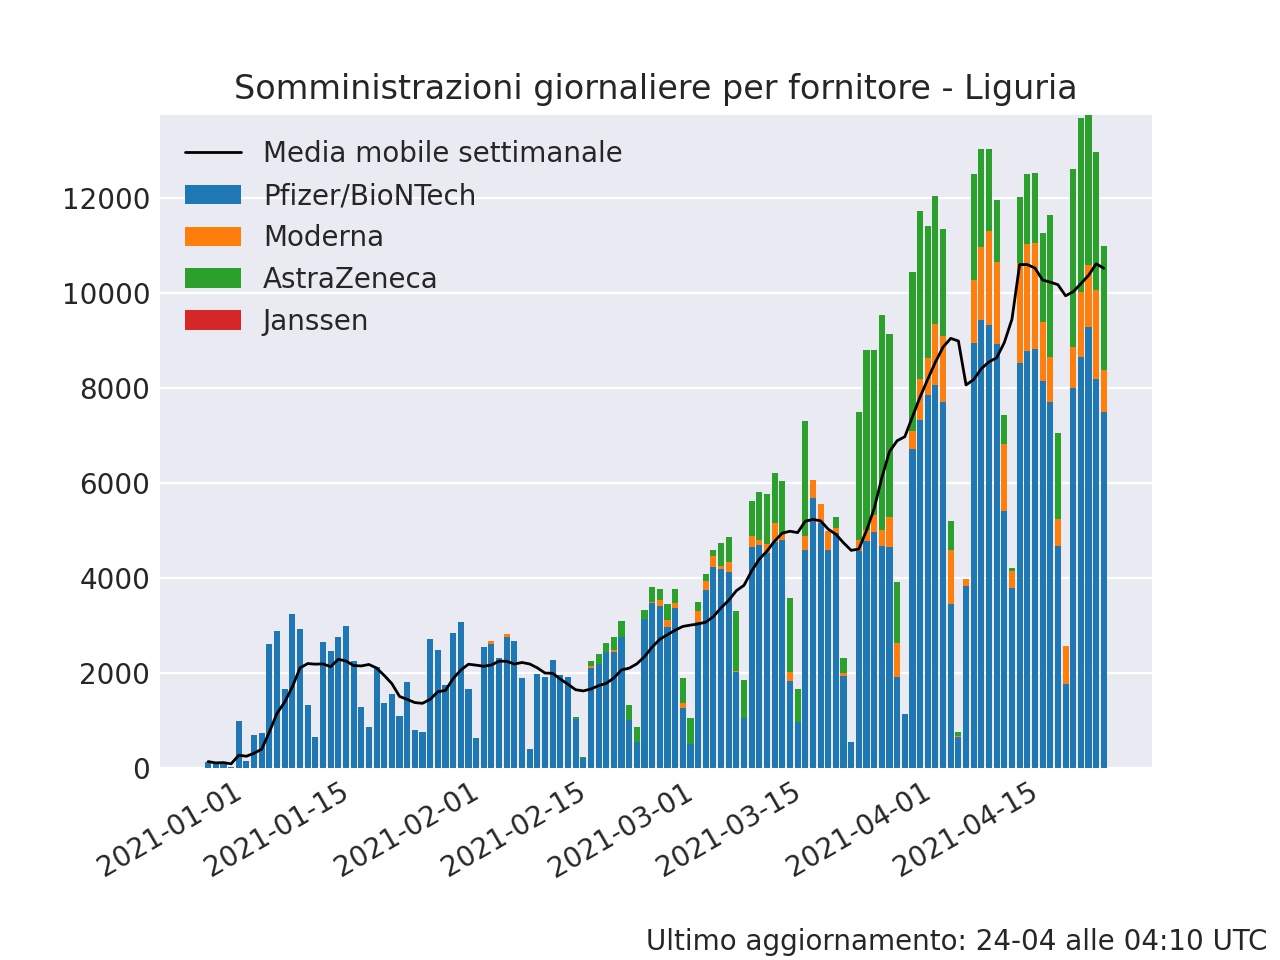 Somministrazioni giornaliere per fornitore - Liguria
Media mobile settimanale
Pfizer/BioNTech
Moderna
AstraZeneca
Janssen
12000
10000
8000
6000
4000
2000
0
2021-01-01
2021-01-15
2021-02-01
2021-02-15
2021-03-01
2021-03-15
2021-04-01
2021-04-15
Ultimo aggiornamento: 24-04 alle 04:10 UTC